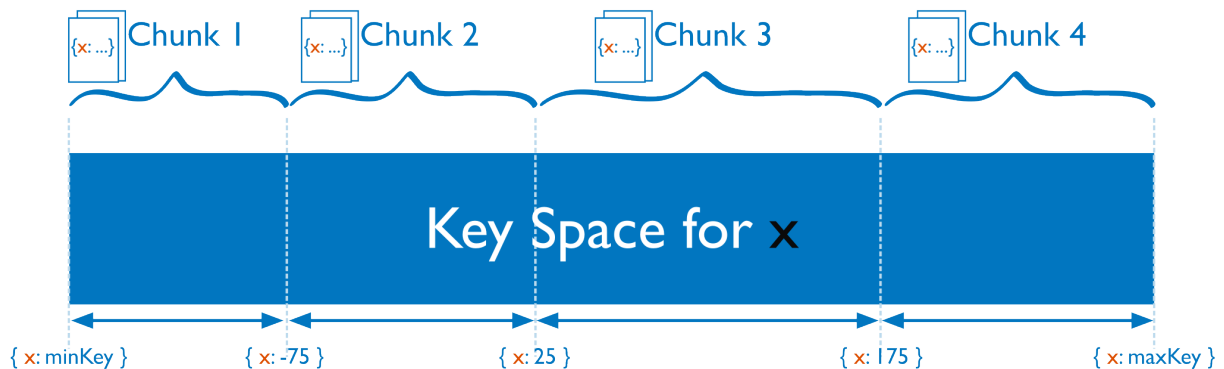 {x: ...} Chunk 1
{x: ...} Chunk 2
{x: ...} Chunk 3
{x: ...} Chunk 4
Key Space for x
{ x: minKey }
{ x: -75 }
{ x: 25 }
{ x: 175 }
{ x: maxKey }